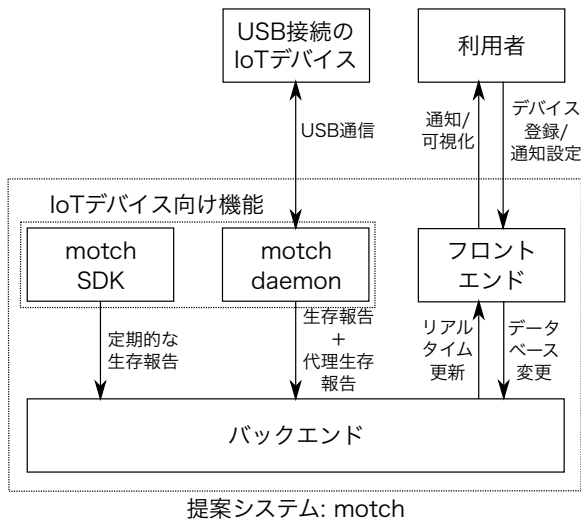 USB接続の
IoTデバイス
利用者
USB通信
通知/
可視化
デバイス
登録/
通知設定
IoTデバイス向け機能
motch
SDK
motch
daemon
フロント
エンド
定期的な
生存報告
生存報告
+
代理生存
報告
リアル
タイム
更新
データ
ベース
変更
バックエンド
提案システム: motch